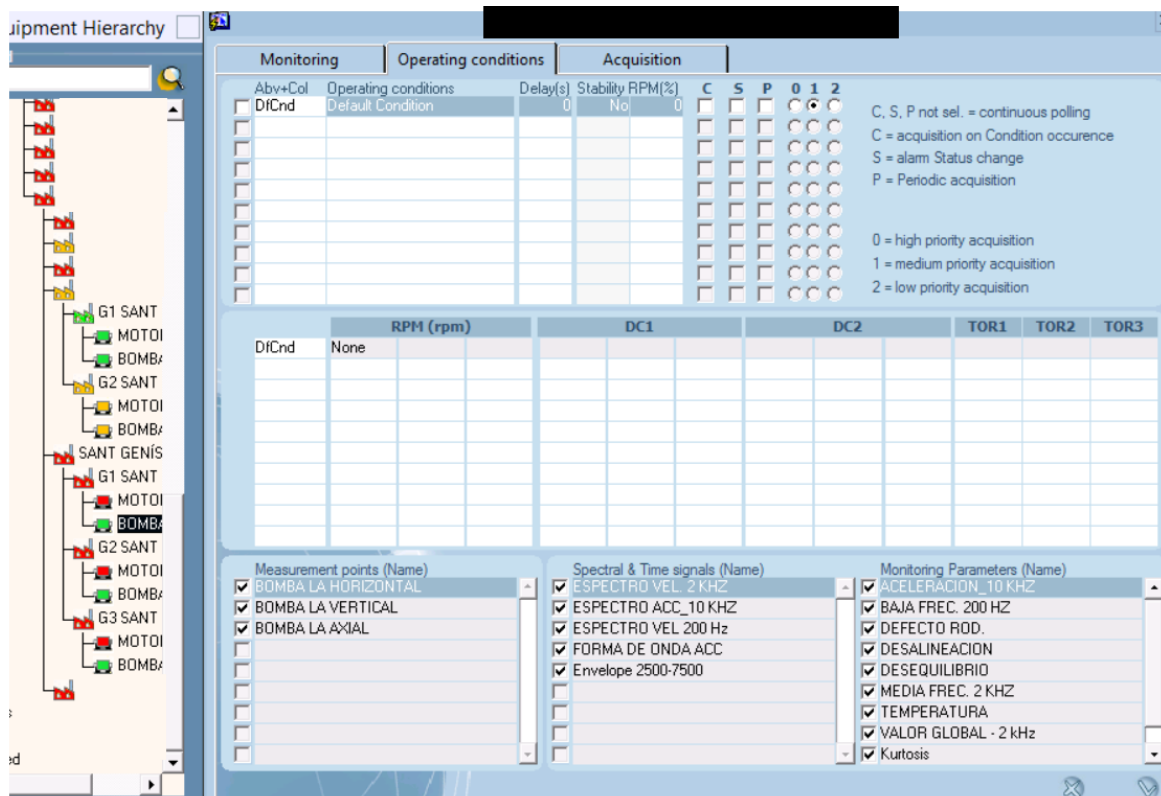 uipment Hierarchy
Monitoring Operating conditions Acquisition
Abv+Col Operating conditions Delay(s) Stability RPM(%) C S P 0 1 2
DfCnd Default Condition 0 No 0
C, S, P not sel. = continuous polling
C = acquisition on Condition occurence
S = alarm Status change
P = Periodic acquisition
0 = high priority acquisition
1 = medium priority acquisition
2 = low priority acquisition
G1 SANT
MOTOI
BOMBA
G2 SANT
MOTOI
BOMBA
SANT GENÍS
G1 SANT
MOTOI
BOMBA
G2 SANT
MOTOI
BOMBA
G3 SANT
MOTOI
BOMBA
s
ed
RPM (rpm) DC1 DC2 TOR1 TOR2 TOR3
DfCnd None
Measurement points (Name)
BOMBA LA HORIZONTAL
BOMBA LA VERTICAL
BOMBA LA AXIAL
Spectral & Time signals (Name)
ESPECTRO VEL. 2 KHZ
ESPECTRO ACC_10 KHZ
ESPECTRO VEL 200 Hz
FORMA DE ONDA ACC
Envelope 2500-7500
Monitoring Parameters (Name)
ACELERACION_10 KHZ
BAJA FREC. 200 HZ
DEFECTO ROD.
DESALINEACION
DESEQUILIBRIO
MEDIA FREC. 2 KHZ
TEMPERATURA
VALOR GLOBAL - 2 kHz
Kurtosis